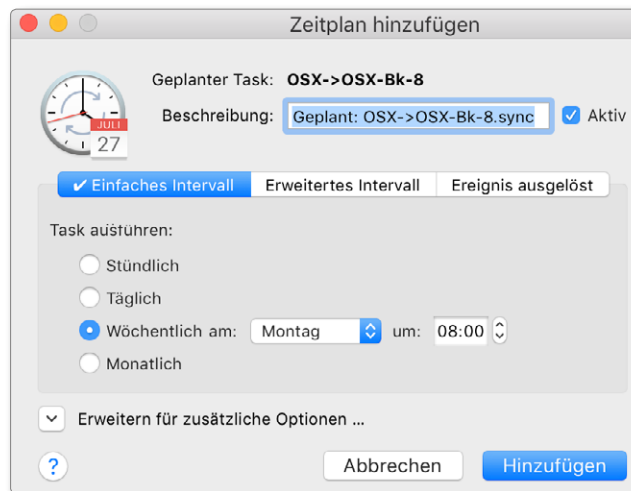 Zeitplan hinzufügen
Geplanter Task: OSX->OSX-Bk-8
Beschreibung: Geplant: OSX->OSX-Bk-8.sync Aktiv
JULI
27
✔ Einfaches Intervall Erweitertes Intervall Ereignis ausgelöst
Task ausführen:
Stündlich
Täglich
Wöchentlich am: Montag um: 08:00
Monatlich
Erweitern für zusätzliche Optionen ...
? Abbrechen Hinzufügen